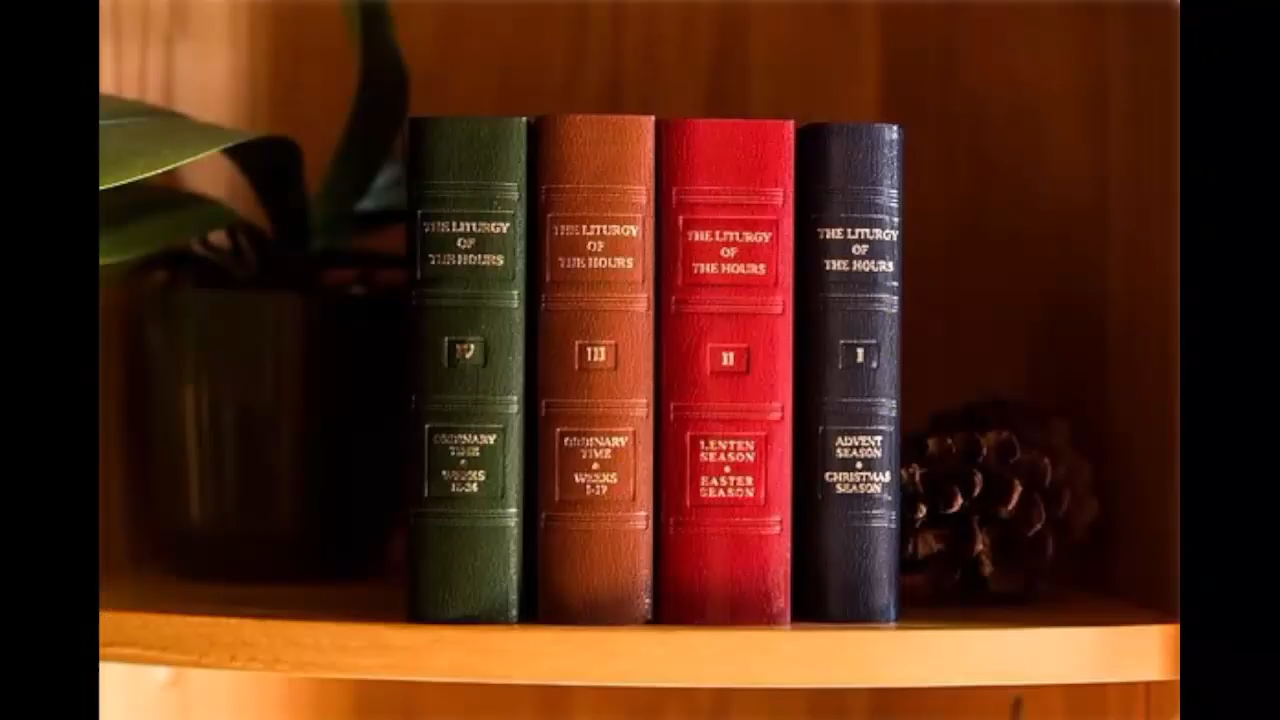 THE LITURGY
OF
THE HOURS
IV
ORDINARY
TIME
WEEKS
18-34
THE LITURGY
OF
THE HOURS
III
ORDINARY
TIME
WEEKS
1-17
THE LITURGY
OF
THE HOURS
II
LENTEN
SEASON
EASTER
SEASON
THE LITURGY
OF
THE HOURS
I
ADVENT
SEASON
CHRISTMAS
SEASON